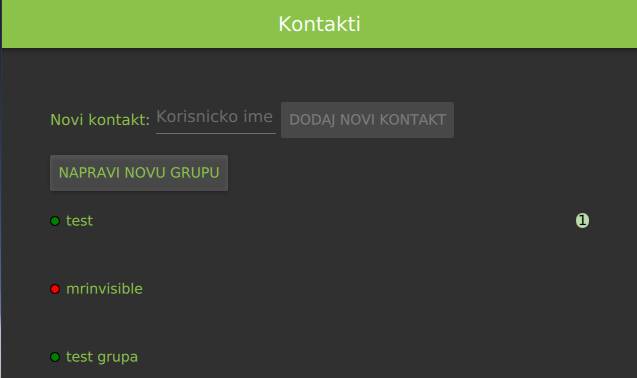 Kontakti
Novi kontakt: Korisnicko ime DODAJ NOVI KONTAKT
NAPRAVI NOVU GRUPU
test 1
mrinvisible
test grupa